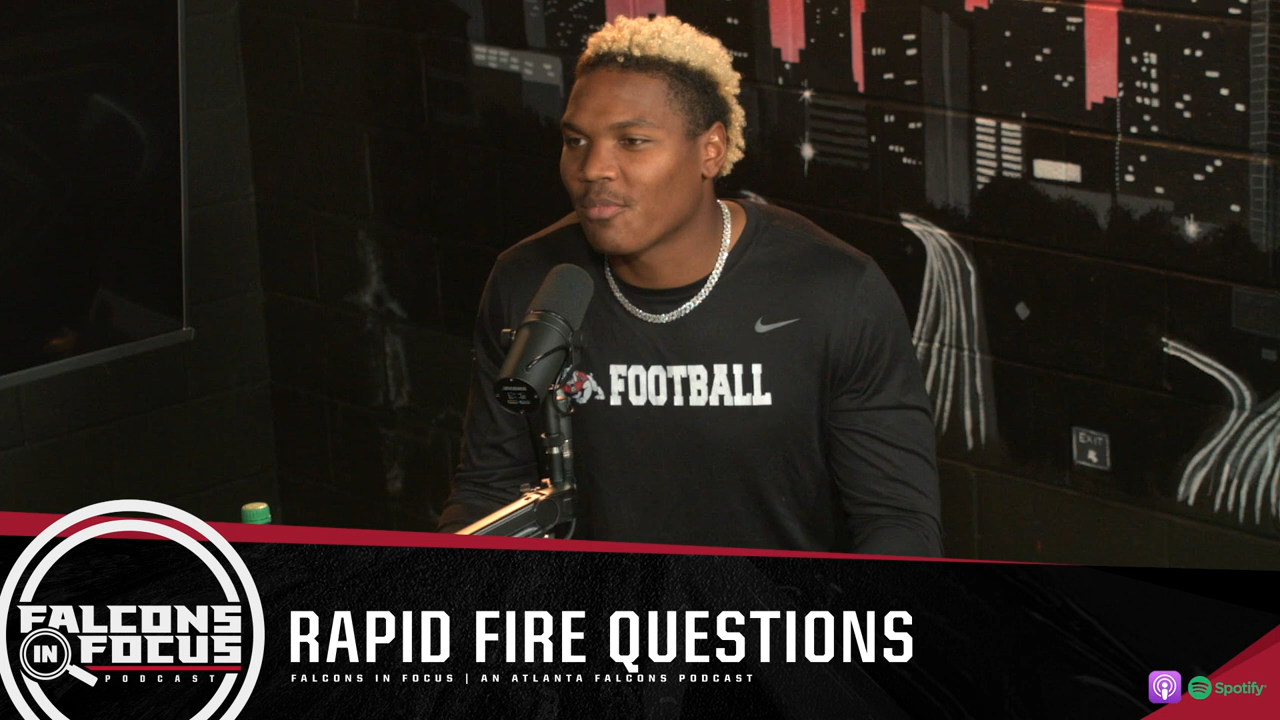 FOOTBALL
EXIT
FALCONS
IN FOCUS
PODCAST
RAPID FIRE QUESTIONS
FALCONS IN FOCUS | AN ATLANTA FALCONS PODCAST
Spotify